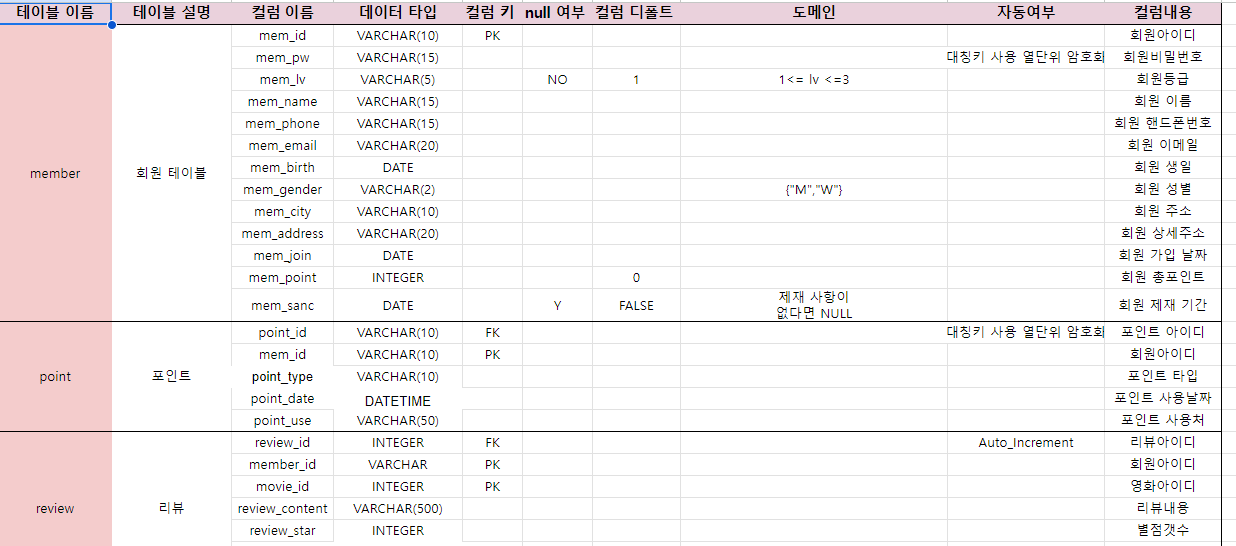 테이블 이름 테이블 설명 컬럼 이름 데이터 타입 컬럼 키 null 여부 컬럼 디폴트 도메인 자동여부 컬럼내용
mem_id VARCHAR(10) PK 회원아이디
mem_pw VARCHAR(15) 대칭키 사용 열단위 암호화 회원비밀번호
mem_lv VARCHAR(5) NO 1 1<= lv <=3 회원등급
mem_name VARCHAR(15) 회원 이름
mem_phone VARCHAR(15) 회원 핸드폰번호
mem_email VARCHAR(20) 회원 이메일
member 회원 테이블 mem_birth DATE 회원 생일
mem_gender VARCHAR(2) {"M","W"} 회원 성별
mem_city VARCHAR(10) 회원 주소
mem_address VARCHAR(20) 회원 상세주소
mem_join DATE 회원 가입 날짜
mem_point INTEGER 0 회원 총포인트
mem_sanc DATE Y FALSE 제재 사항이 회원 제재 기간
없다면 NULL
point_id VARCHAR(10) FK 대칭키 사용 열단위 암호화 포인트 아이디
mem_id VARCHAR(10) PK 회원아이디
point 포인트 point_type VARCHAR(10) 포인트 타입
point_date DATETIME 포인트 사용날짜
point_use VARCHAR(50) 포인트 사용처
review_id INTEGER FK Auto_Increment 리뷰아이디
member_id VARCHAR PK 회원아이디
movie_id INTEGER PK 영화아이디
review 리뷰 review_content VARCHAR(500) 리뷰내용
review_star INTEGER 별점갯수